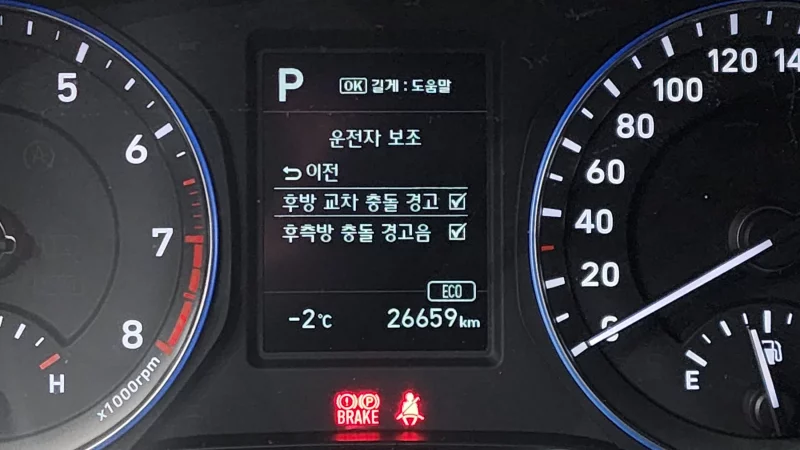 P
OK 길게 : 도움말
운전자 보조
이전
후방 교차 충돌 경고
후측방 충돌 경고음
ECO
-2℃ 26659km
5
6
7
8
x1000rpm
H
BRAKE
0
20
40
60
80
100
120
E